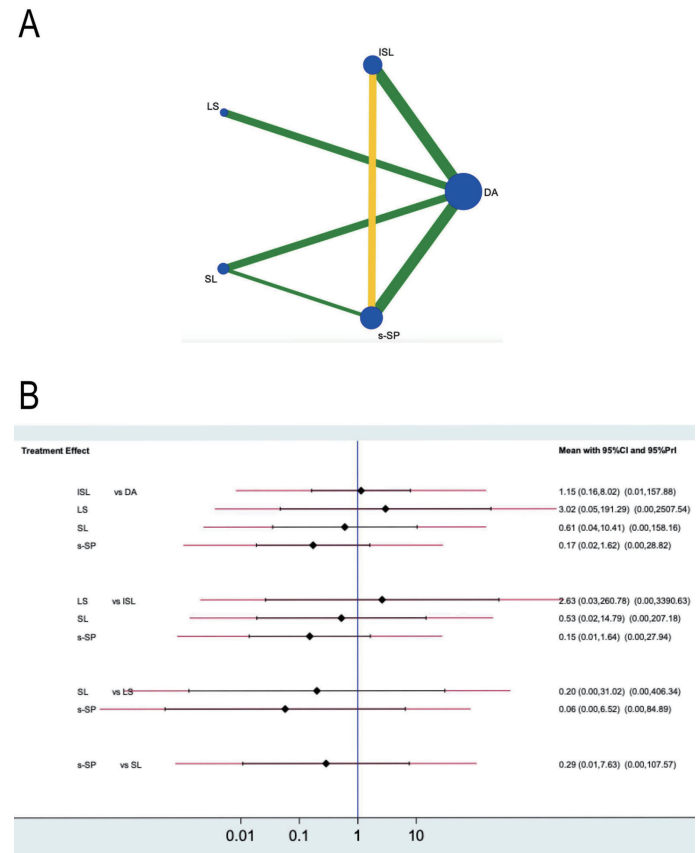 A
ISL
LS
DA
SL
s-SP
B
Treatment Effect Mean with 95%CI and 95%PrI
ISL vs DA 1.15 (0.16,8.02) (0.01,157.88)
LS 3.02 (0.05,191.29) (0.00,2507.54)
SL 0.61 (0.04,10.41) (0.00,158.16)
s-SP 0.17 (0.02,1.62) (0.00,28.82)
LS vs ISL 2.63 (0.03,260.78) (0.00,3390.63)
SL 0.53 (0.02,14.79) (0.00,207.18)
s-SP 0.15 (0.01,1.64) (0.00,27.94)
SL vs LS 0.20 (0.00,31.02) (0.00,406.34)
s-SP 0.06 (0.00,6.52) (0.00,84.89)
s-SP vs SL 0.29 (0.01,7.63) (0.00,107.57)
0.01 0.1 1 10